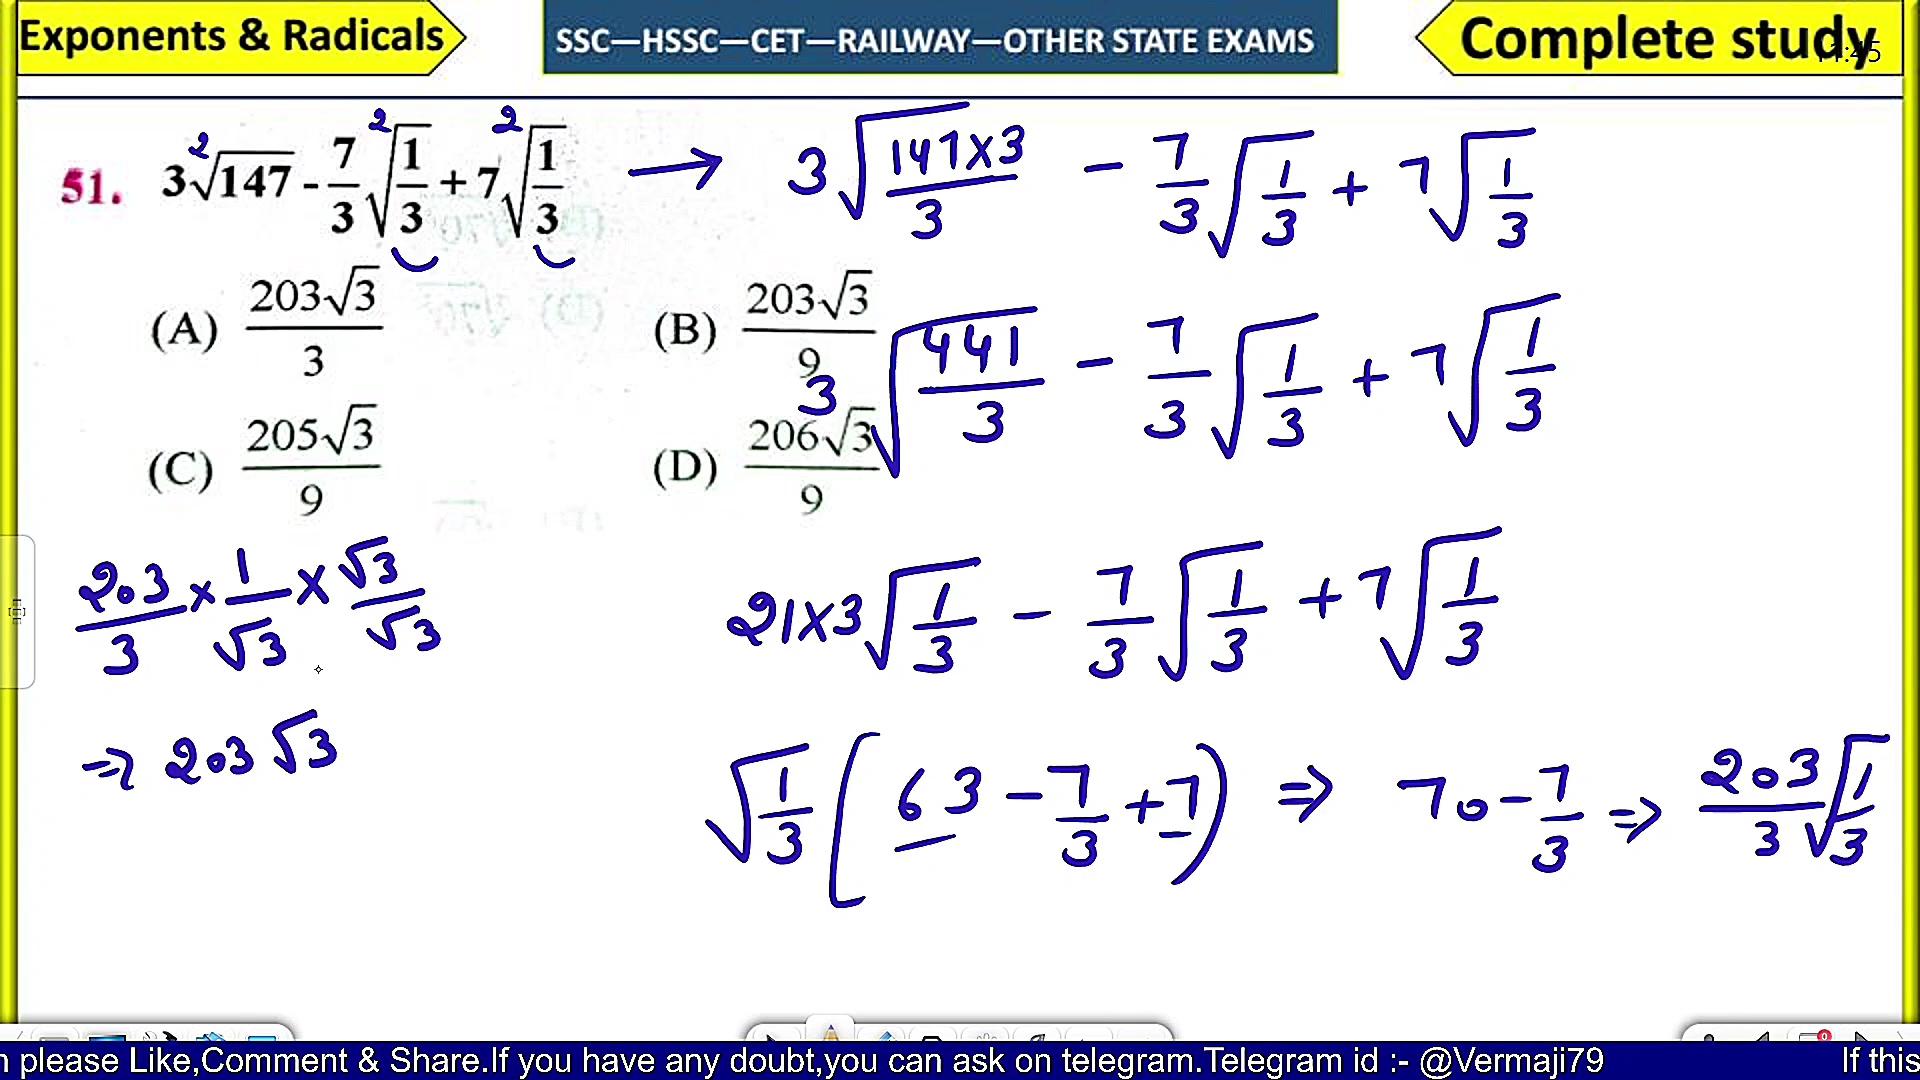 Exponents & Radicals
SSC—HSSC—CET—RAILWAY—OTHER STATE EXAMS
Complete study
11:45
51. 3²√147 - 7/3 ²√(1/3) + 7 ²√(1/3)
(A) 203√3/3
(B) 203√3/9
(C) 205√3/9
(D) 206√3/9
→ 3√(147×3/3) - 7/3 √(1/3) + 7√(1/3)
3√(441/3) - 7/3 √(1/3) + 7√(1/3)
21×3√(1/3) - 7/3 √(1/3) + 7√(1/3)
√(1/3) (63 - 7/3 + 7) ⇒ 70 - 7/3 ⇒ 203/3 √(1/3)
203/3 × 1/√3 × √3/√3
⇒ 203√3
please Like,Comment & Share.If you have any doubt,you can ask on telegram.Telegram id :- @Vermaji79
If this